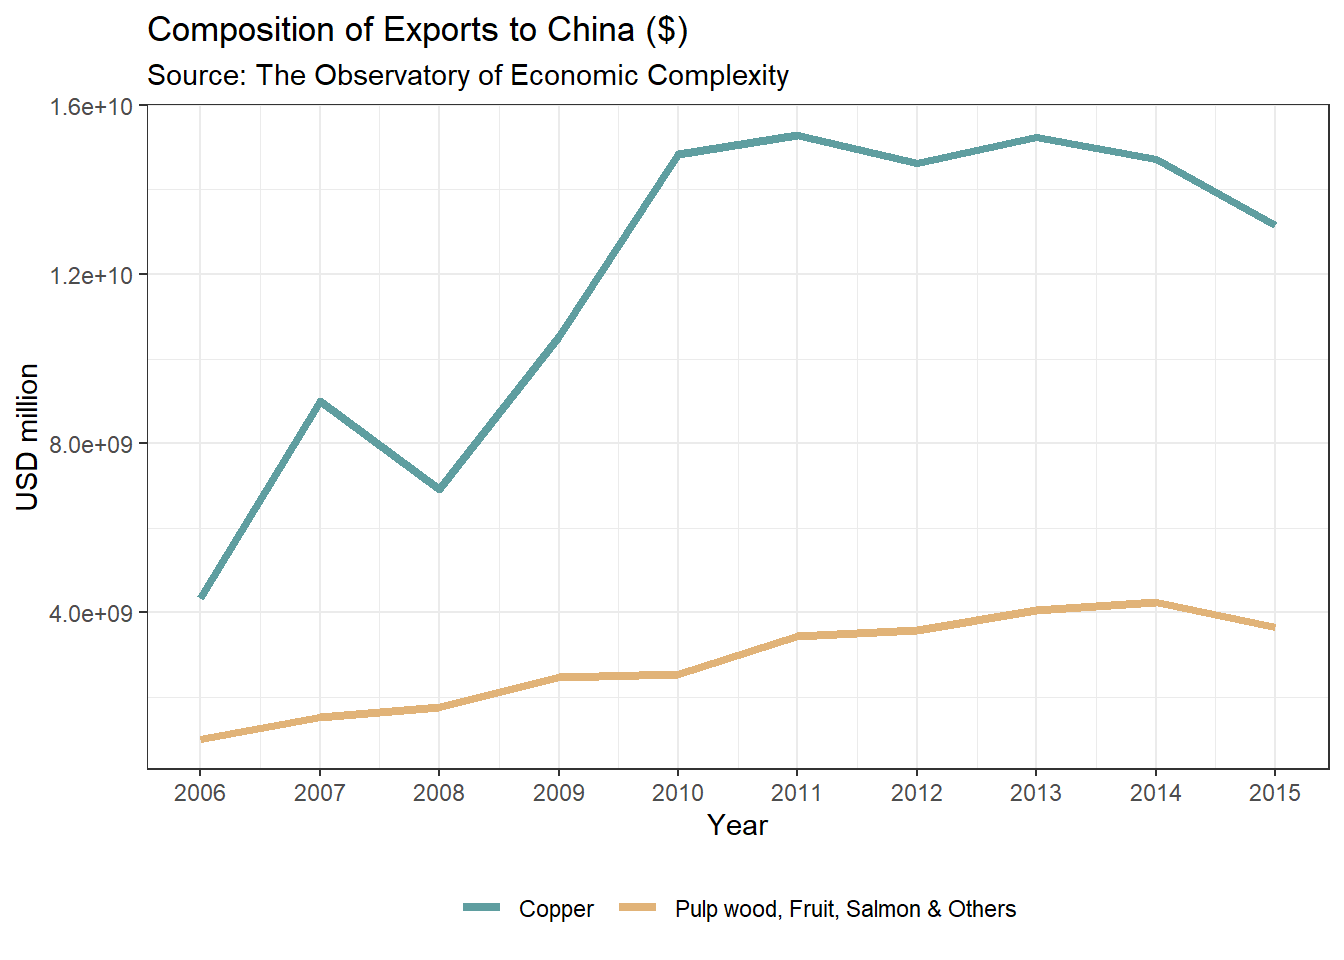 Composition of Exports to China ($)
Source: The Observatory of Economic Complexity
1.6e+10
1.2e+10
8.0e+09
4.0e+09
USD million
2006 2007 2008 2009 2010 2011 2012 2013 2014 2015
Year
Copper Pulp wood, Fruit, Salmon & Others